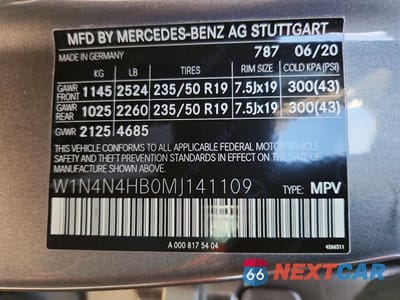 MFD BY MERCEDES-BENZ AG STUTTGART
MADE IN GERMANY 787 06/20
KG LB TIRES RIM SIZE COLD KPA(PSI)
GAWR FRONT 1145 2524 235/50 R19 7.5Jx19 300(43)
GAWR REAR 1025 2260 235/50 R19 7.5Jx19 300(43)
GVWR 2125 4685
THIS VEHICLE CONFORMS TO ALL APPLICABLE FEDERAL MOTOR VEHICLE
SAFETY, BUMPER, AND THEFT PREVENTION STANDARDS IN EFFECT ON THE DATE
OF MANUFACTURE SHOWN ABOVE.
W1N4N4HB0MJ141109 TYPE: MPV
A 000 817 54 04
66 NEXTCAR